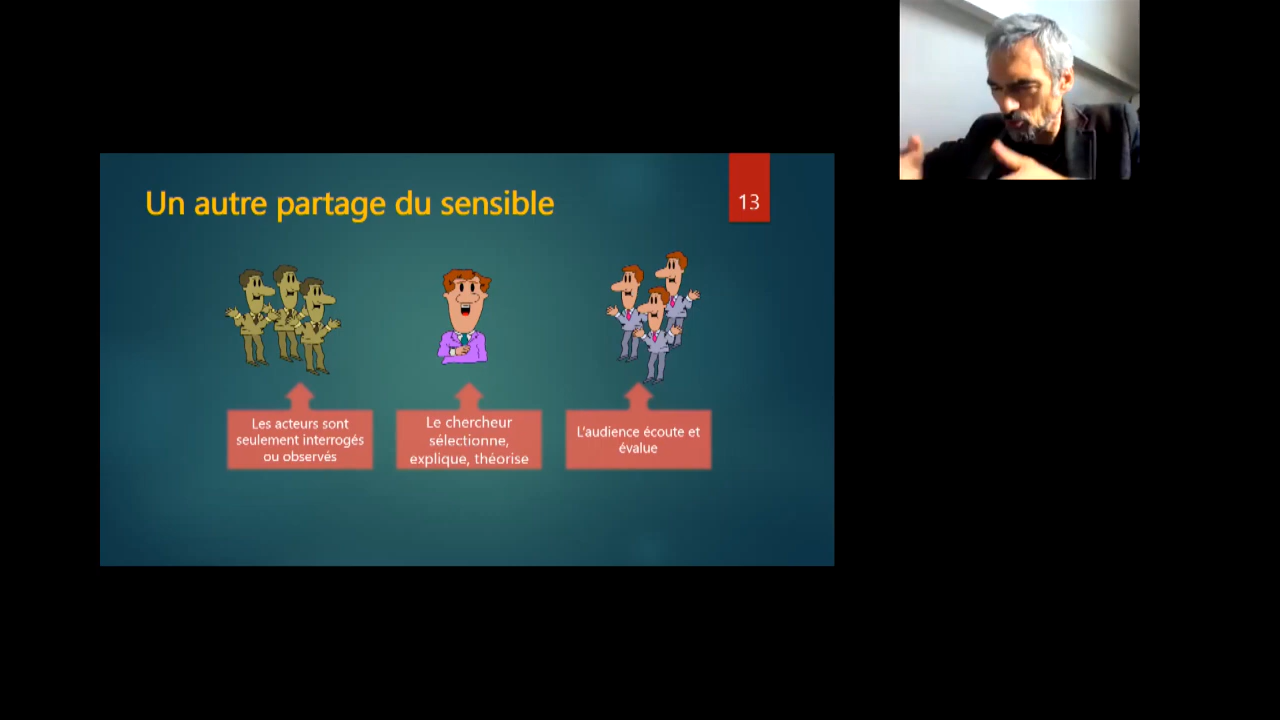 Un autre partage du sensible
13
Les acteurs sont
seulement interrogés
ou observés
Le chercheur
sélectionne,
explique, théorise
L’audience écoute et
évalue